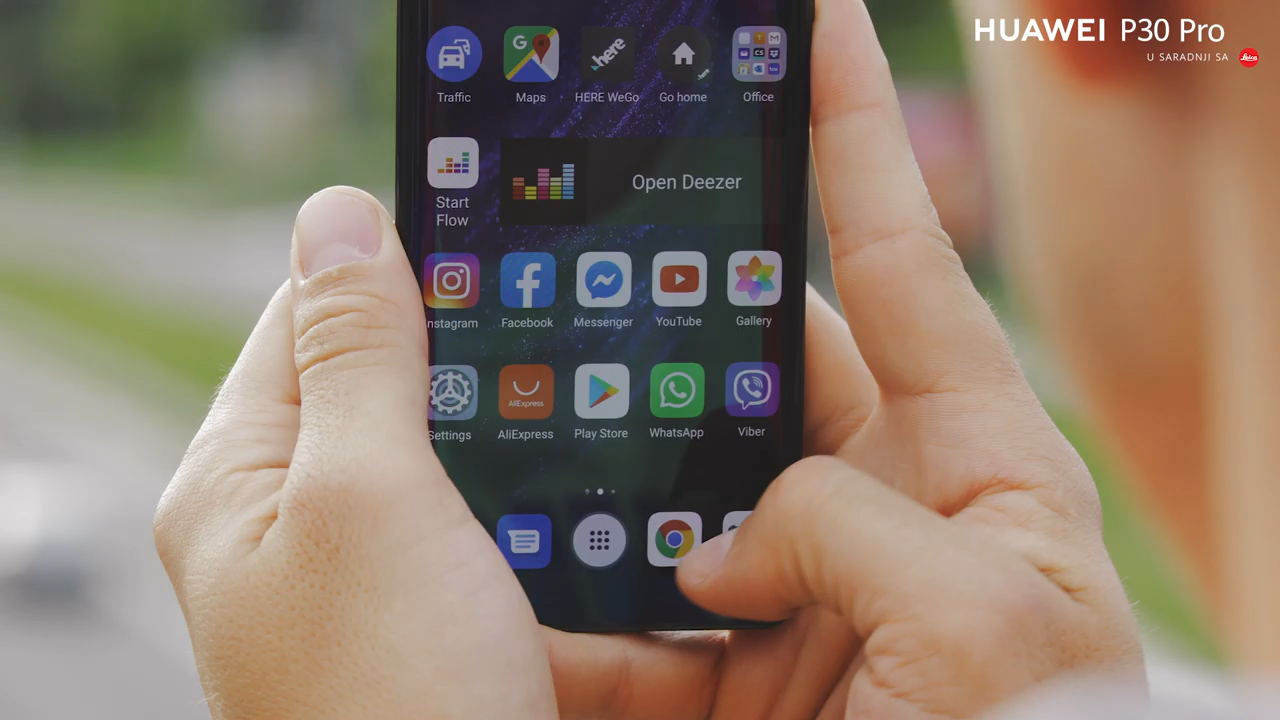 HUAWEI P30 Pro
U SARADNJI SA Leica
here
Traffic
Maps
HERE WeGo
Go home
Office
Start
Flow
Open Deezer
nstagram
Facebook
Messenger
YouTube
Gallery
AliExpress
Settings
AliExpress
Play Store
WhatsApp
Viber